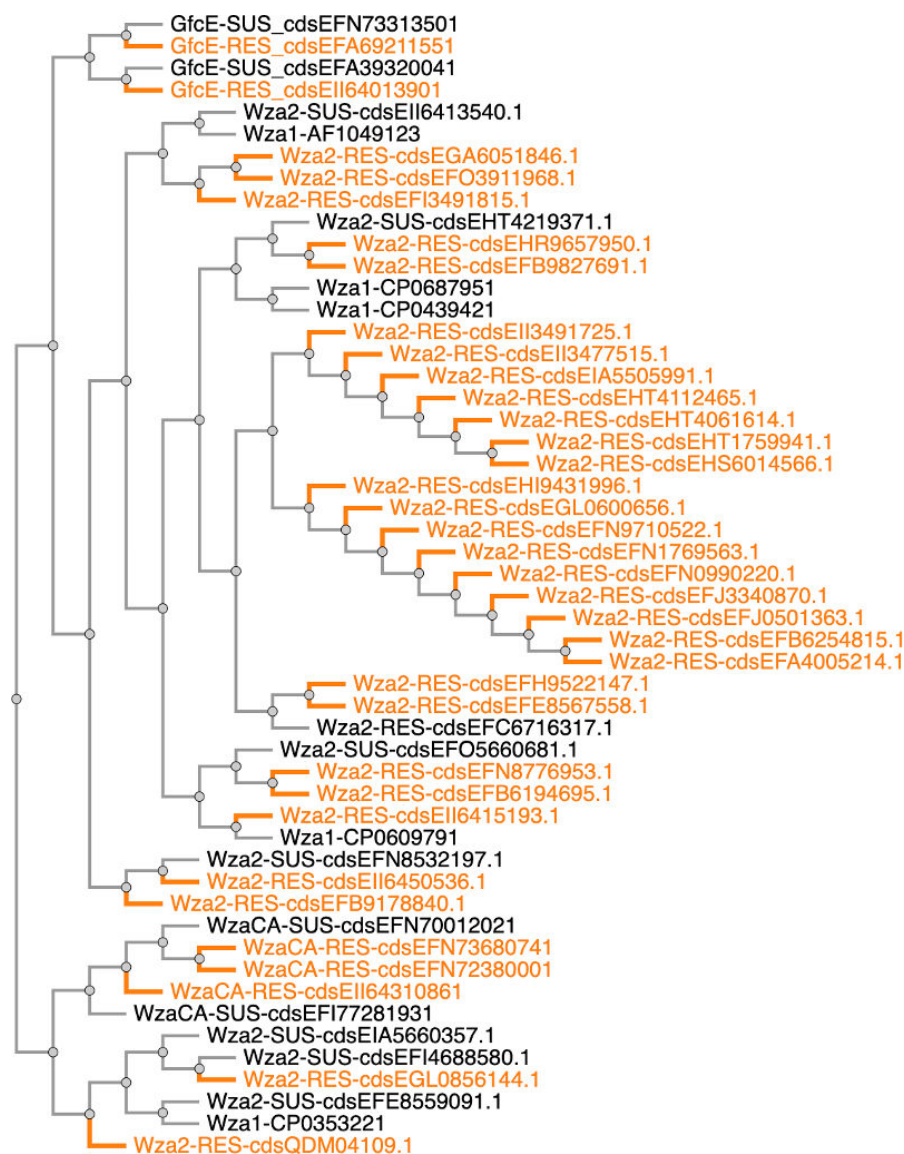 GfcE-SUS_cdsEFN73313501
GfcE-RES_cdsEFA69211551
GfcE-SUS_cdsEFA39320041
GfcE-RES_cdsEII64013901
Wza2-SUS-cdsEII6413540.1
Wza1-AF1049123
Wza2-RES-cdsEGA6051846.1
Wza2-RES-cdsEFO3911968.1
Wza2-RES-cdsEFI3491815.1
Wza2-SUS-cdsEHT4219371.1
Wza2-RES-cdsEHR9657950.1
Wza2-RES-cdsEFB9827691.1
Wza1-CP0687951
Wza1-CP0439421
Wza2-RES-cdsEII3491725.1
Wza2-RES-cdsEII3477515.1
Wza2-RES-cdsEIA5505991.1
Wza2-RES-cdsEHT4112465.1
Wza2-RES-cdsEHT4061614.1
Wza2-RES-cdsEHT1759941.1
Wza2-RES-cdsEHS6014566.1
Wza2-RES-cdsEHI9431996.1
Wza2-RES-cdsEGL0600656.1
Wza2-RES-cdsEFN9710522.1
Wza2-RES-cdsEFN1769563.1
Wza2-RES-cdsEFN0990220.1
Wza2-RES-cdsEFJ3340870.1
Wza2-RES-cdsEFJ0501363.1
Wza2-RES-cdsEFB6254815.1
Wza2-RES-cdsEFA4005214.1
Wza2-RES-cdsEFH9522147.1
Wza2-RES-cdsEFE8567558.1
Wza2-RES-cdsEFC6716317.1
Wza2-SUS-cdsEFO5660681.1
Wza2-RES-cdsEFN8776953.1
Wza2-RES-cdsEFB6194695.1
Wza2-RES-cdsEII6415193.1
Wza1-CP0609791
Wza2-SUS-cdsEFN8532197.1
Wza2-RES-cdsEII6450536.1
Wza2-RES-cdsEFB9178840.1
WzaCA-SUS-cdsEFN70012021
WzaCA-RES-cdsEFN73680741
WzaCA-RES-cdsEFN72380001
WzaCA-RES-cdsEII64310861
WzaCA-SUS-cdsEFI77281931
Wza2-SUS-cdsEIA5660357.1
Wza2-SUS-cdsEFI4688580.1
Wza2-RES-cdsEGL0856144.1
Wza2-SUS-cdsEFE8559091.1
Wza1-CP0353221
Wza2-RES-cdsQDM04109.1